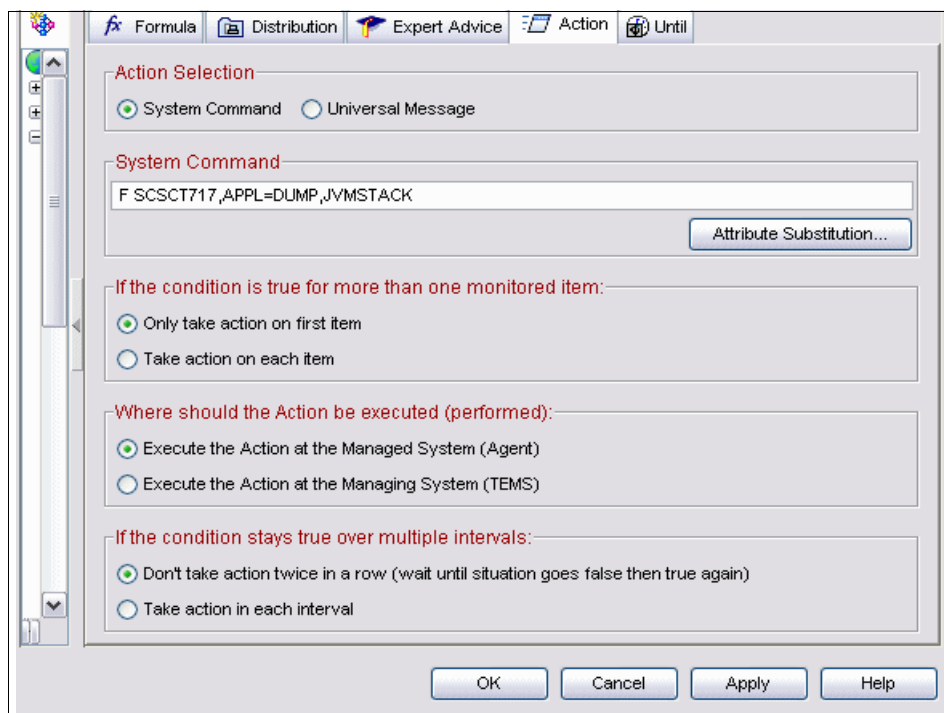 Formula Distribution Expert Advice Action Until
Action Selection
System Command Universal Message
System Command
F SCSCT717,APPL=DUMP,JVMSTACK
Attribute Substitution...
If the condition is true for more than one monitored item:
Only take action on first item
Take action on each item
Where should the Action be executed (performed):
Execute the Action at the Managed System (Agent)
Execute the Action at the Managing System (TEMS)
If the condition stays true over multiple intervals:
Don't take action twice in a row (wait until situation goes false then true again)
Take action in each interval
OK Cancel Apply Help